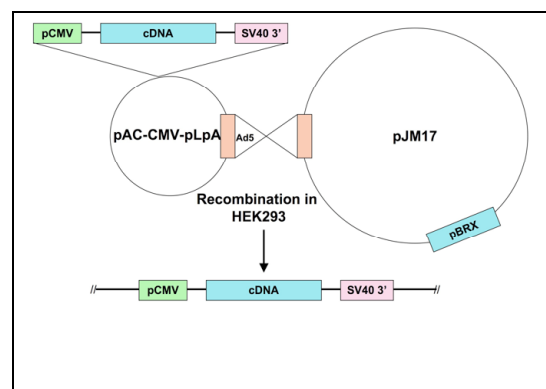 pCMV cDNA SV40 3'
pAC-CMV-pLpA Ad5 pJM17
pBRX
Recombination in
HEK293
// pCMV cDNA SV40 3' //